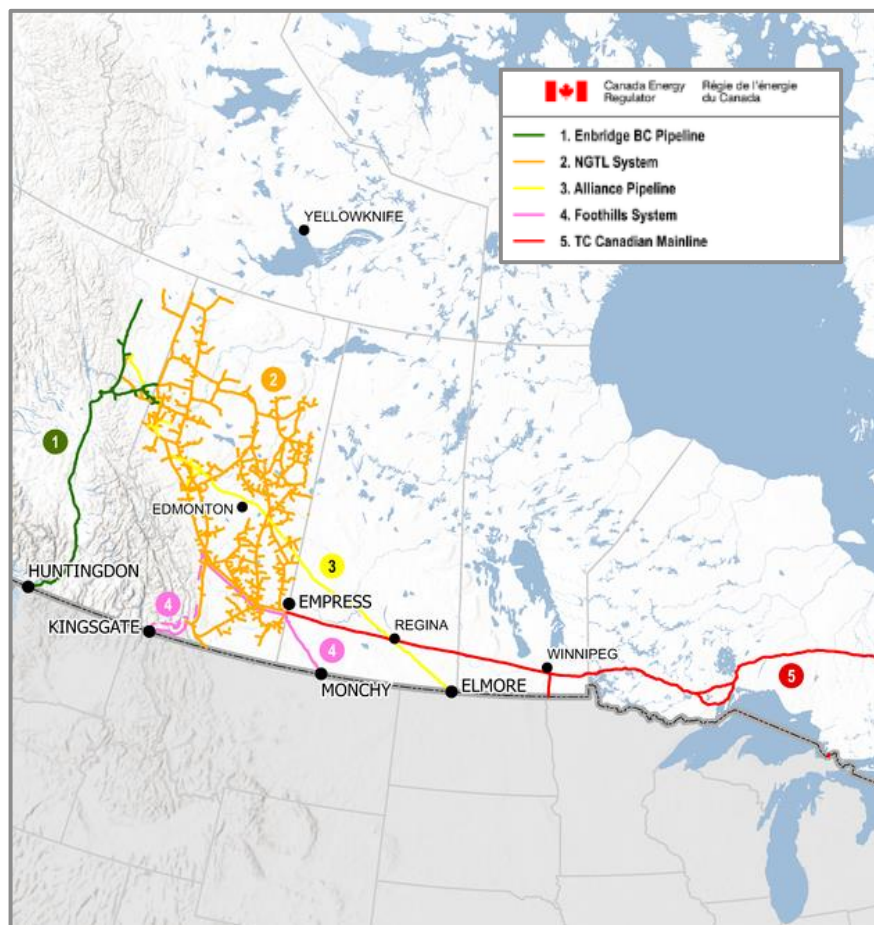 Canada Energy
Regulator
Régie de l'énergie
du Canada
1. Enbridge BC Pipeline
2. NGTL System
3. Alliance Pipeline
4. Foothills System
5. TC Canadian Mainline
YELLOWKNIFE
2
1
EDMONTON
3
HUNTINGDON
4
EMPRESS
KINGSGATE
REGINA
4
WINNIPEG
5
MONCHY
ELMORE